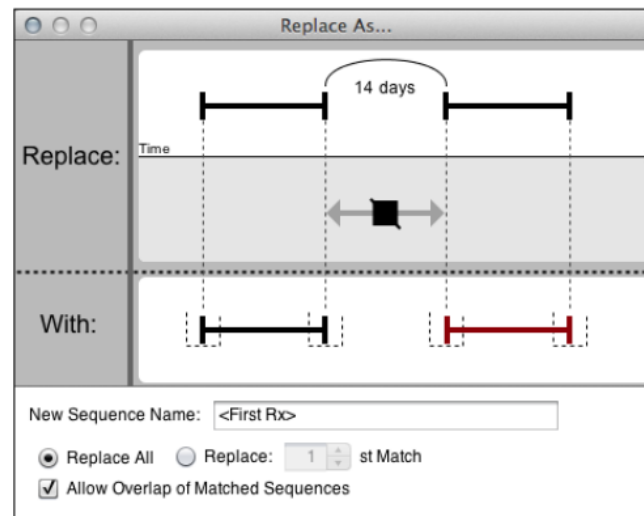 Replace As...
14 days
Replace:
Time
With:
New Sequence Name: <First Rx>
Replace All Replace: 1 st Match
Allow Overlap of Matched Sequences